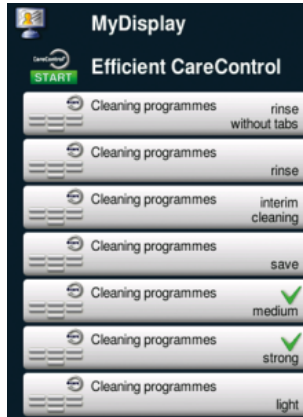 MyDisplay
CareControl
START
Efficient CareControl
Cleaning programmes
rinse
without tabs
Cleaning programmes
rinse
Cleaning programmes
interim
cleaning
Cleaning programmes
save
Cleaning programmes
medium
Cleaning programmes
strong
Cleaning programmes
light